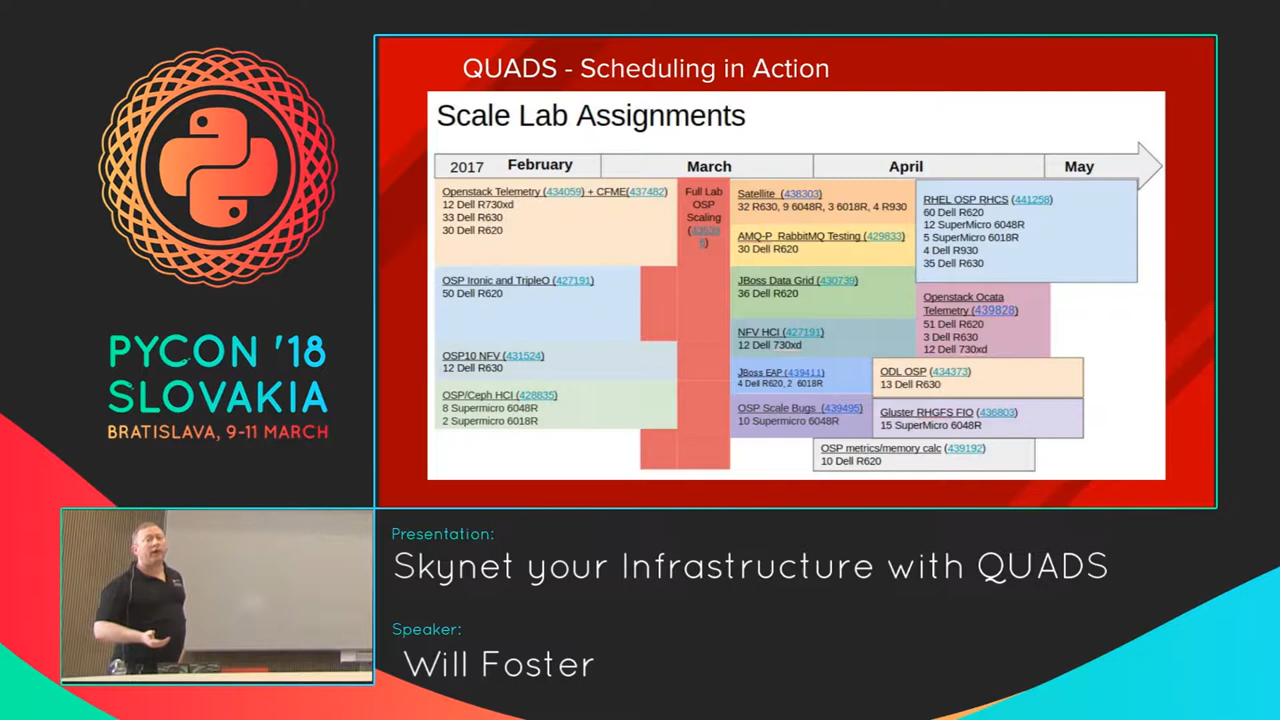 QUADS - Scheduling in Action
Scale Lab Assignments
2017 February March April May
Openstack Telemetry (434059) + CFME(437482)
12 Dell R730xd
33 Dell R630
30 Dell R620
OSP Ironic and TripleO (427191)
50 Dell R620
OSP10 NFV (431524)
12 Dell R630
OSP/Ceph HCI (428635)
8 Supermicro 6048R
2 Supermicro 6018R
Full Lab
OSP
Scaling
Satellite (438303)
32 R630, 9 6048R, 3 6018R, 4 R930
AMQ-P RabbitMQ Testing (429833)
30 Dell R620
JBoss Data Grid (430739)
36 Dell R620
NFV HCI (427191)
12 Dell 730xd
JBoss EAP (439411)
4 Dell R620, 2 6018R
OSP Scale Bugs (439495)
10 Supermicro 6048R
RHEL OSP RHCS (441258)
60 Dell R620
12 SuperMicro 6048R
5 SuperMicro 6018R
4 Dell R930
35 Dell R630
Openstack Ocata
Telemetry (439828)
51 Dell R620
3 Dell R630
12 Dell 730xd
ODL OSP (434373)
13 Dell R630
Gluster RHGFS FIO (436803)
15 SuperMicro 6048R
OSP metrics/memory calc (439192)
10 Dell R620
PYCON '18
SLOVAKIA
BRATISLAVA, 9-11 MARCH
Presentation:
Skynet your Infrastructure with QUADS
Speaker:
Will Foster